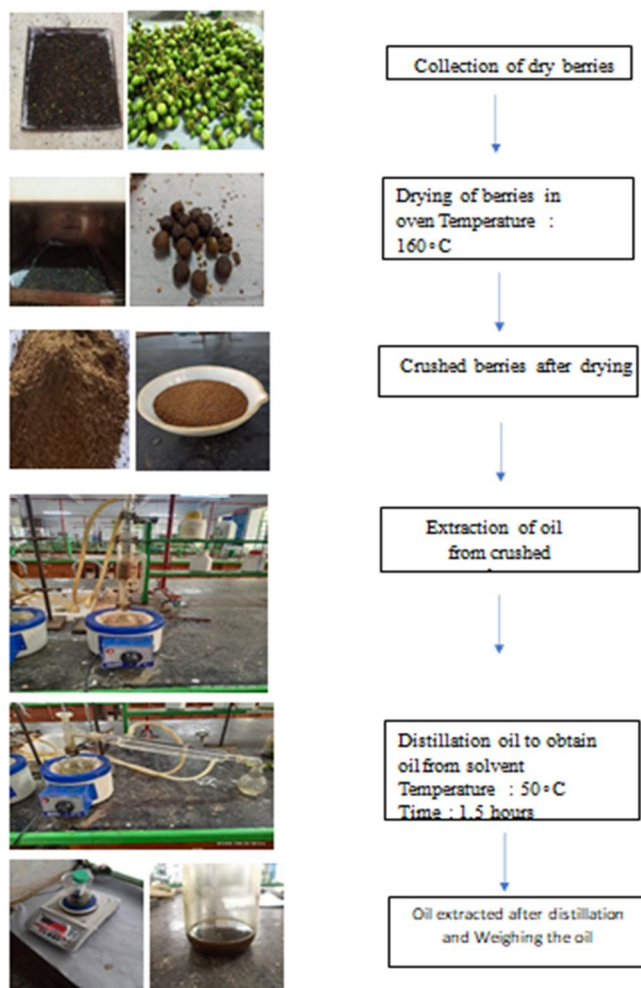 Collection of dry berries
Drying of berries in
oven Temperature :
160∘C
Crushed berries after drying
Extraction of oil
from crushed
Distillation oil to obtain
oil from solvent
Temperature : 50∘C
Time : 1.5 hours
Oil extracted after distillation
and Weighing the oil